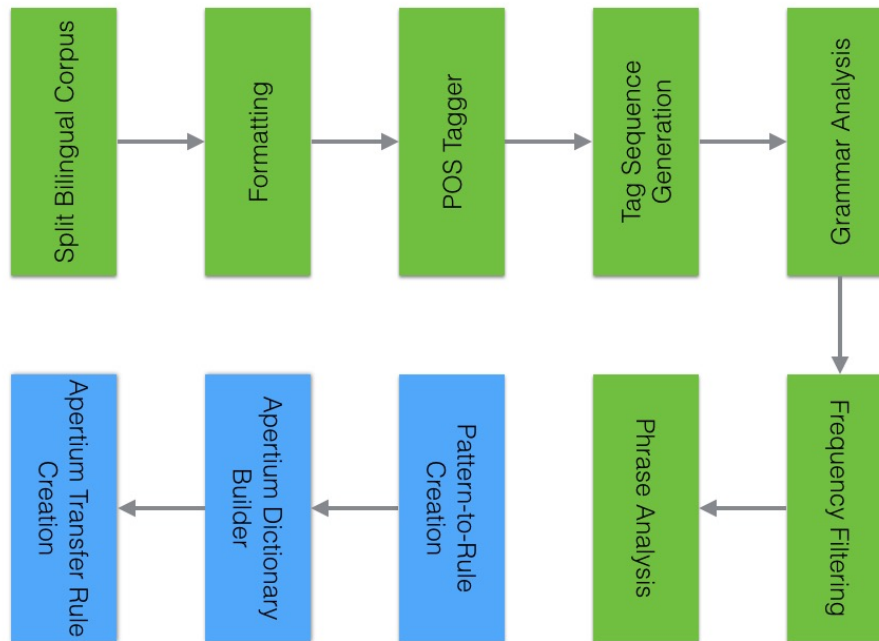 Split Bilingual Corpus
Formatting
POS Tagger
Tag Sequence
Generation
Grammar Analysis
Frequency Filtering
Phrase Analysis
Pattern-to-Rule
Creation
Apertium Dictionary
Builder
Apertium Transfer Rule
Creation